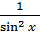 1
sin² x